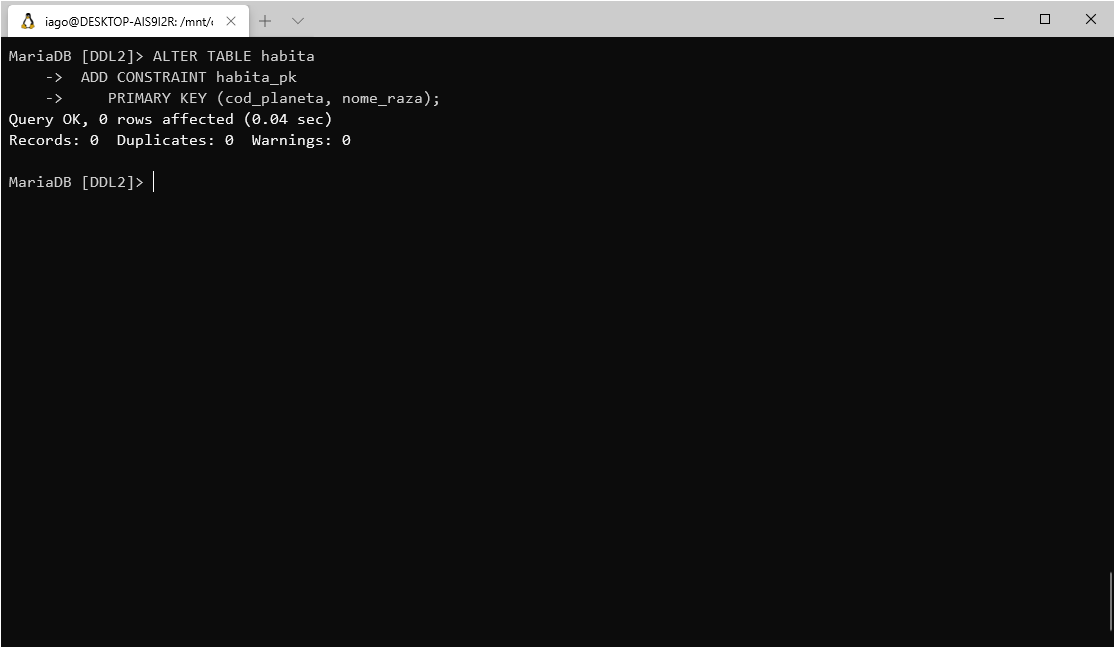 iago@DESKTOP-AIS9I2R: /mnt/
MariaDB [DDL2]> ALTER TABLE habita
    ->  ADD CONSTRAINT habita_pk
    ->     PRIMARY KEY (cod_planeta, nome_raza);
Query OK, 0 rows affected (0.04 sec)
Records: 0  Duplicates: 0  Warnings: 0
MariaDB [DDL2]>